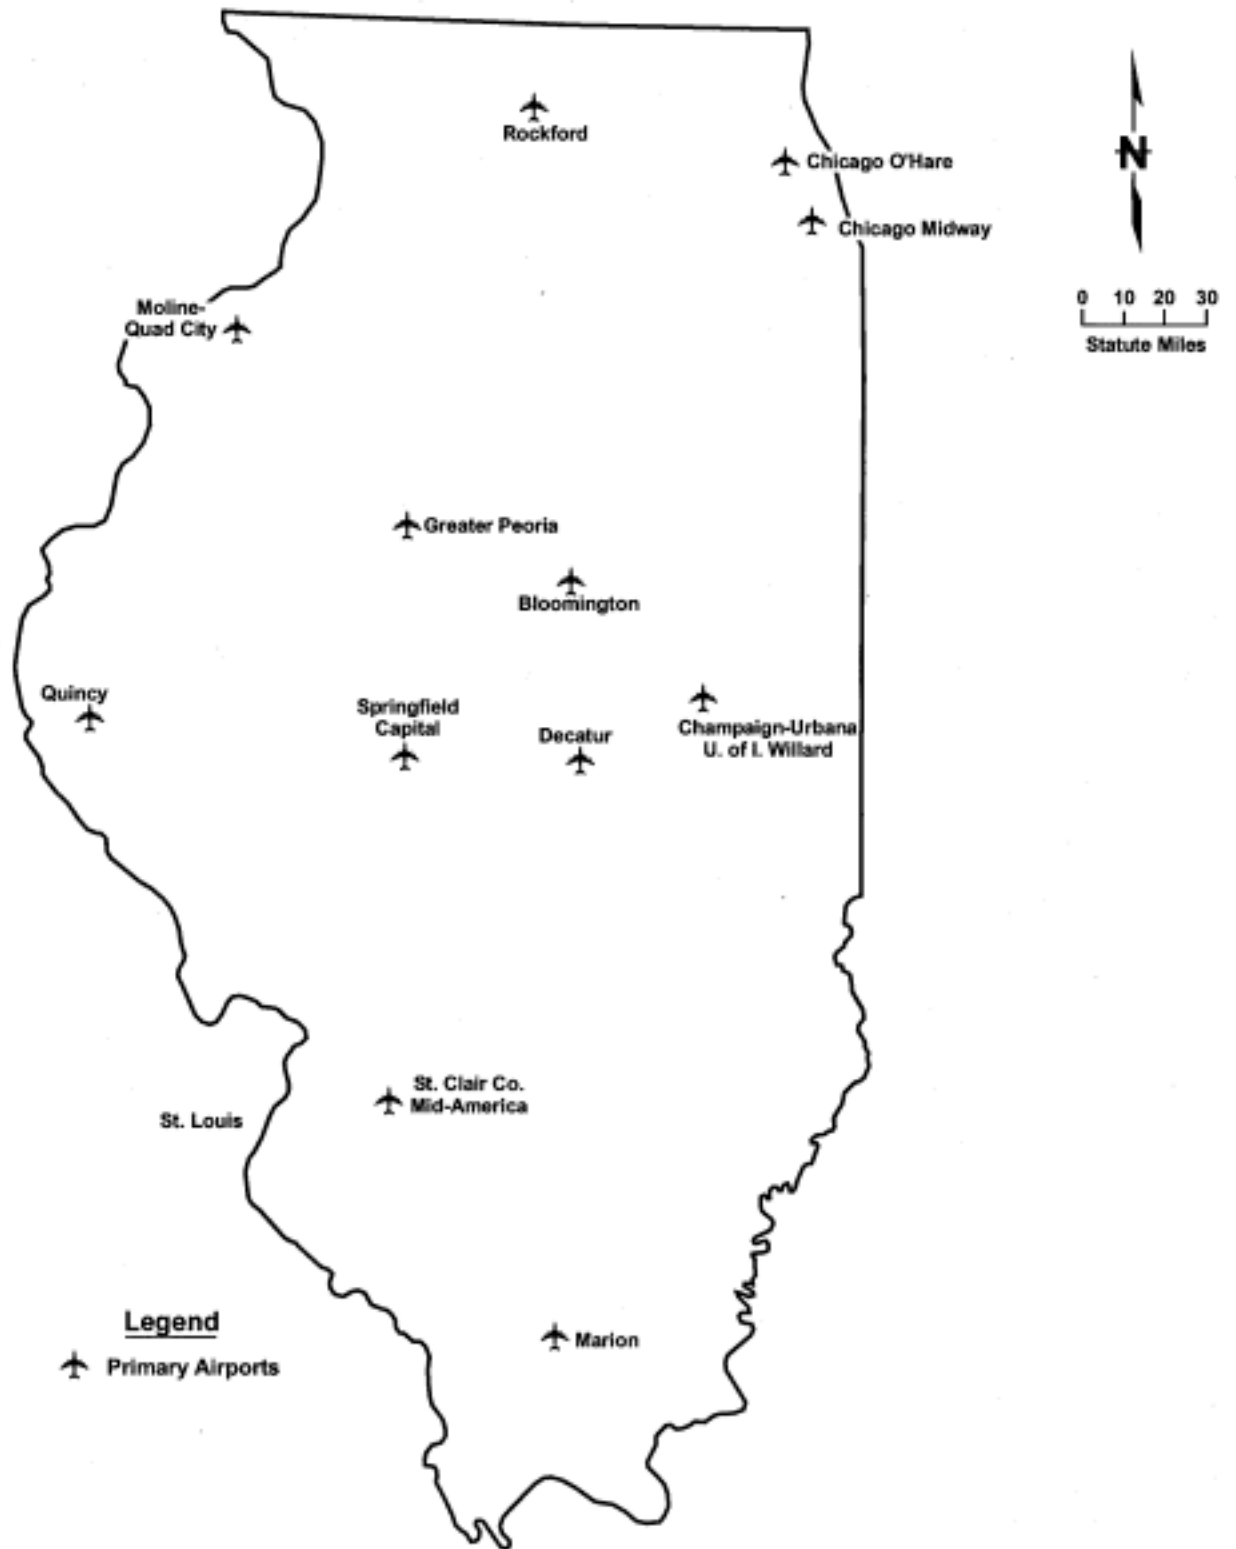 Rockford
Chicago O'Hare
N
Chicago Midway
0 10 20 30
Statute Miles
Moline-
Quad City
Greater Peoria
Bloomington
Quincy
Springfield
Capital
Decatur
Champaign-Urbana
U. of I. Willard
St. Clair Co.
Mid-America
St. Louis
Marion
Legend
Primary Airports